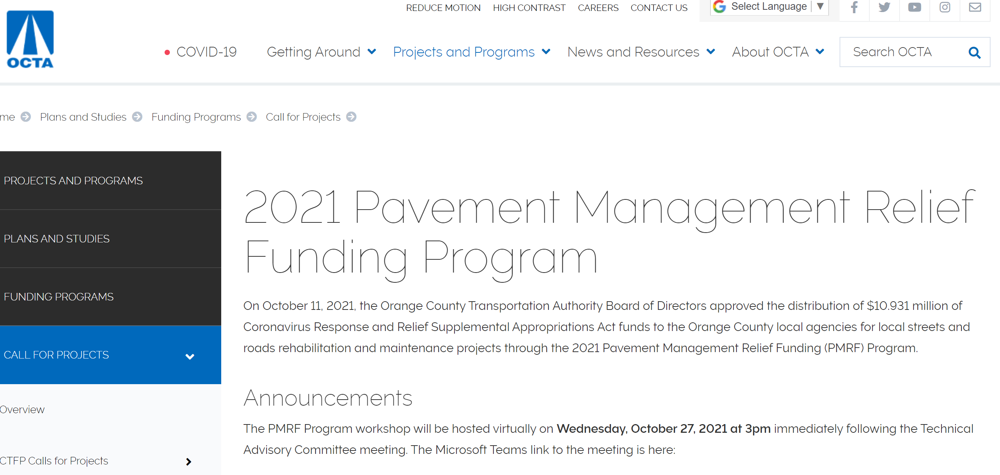 REDUCE MOTION HIGH CONTRAST CAREERS CONTACT US Select Language ▼
OCTA
COVID-19 Getting Around Projects and Programs News and Resources About OCTA Search OCTA
me Plans and Studies Funding Programs Call for Projects
PROJECTS AND PROGRAMS
PLANS AND STUDIES
FUNDING PROGRAMS
CALL FOR PROJECTS
Overview
CTFP Calls for Projects
2021 Pavement Management Relief
Funding Program
On October 11, 2021, the Orange County Transportation Authority Board of Directors approved the distribution of $10.931 million of
Coronavirus Response and Relief Supplemental Appropriations Act funds to the Orange County local agencies for local streets and
roads rehabilitation and maintenance projects through the 2021 Pavement Management Relief Funding (PMRF) Program.
Announcements
The PMRF Program workshop will be hosted virtually on Wednesday, October 27, 2021 at 3pm immediately following the Technical
Advisory Committee meeting. The Microsoft Teams link to the meeting is here: